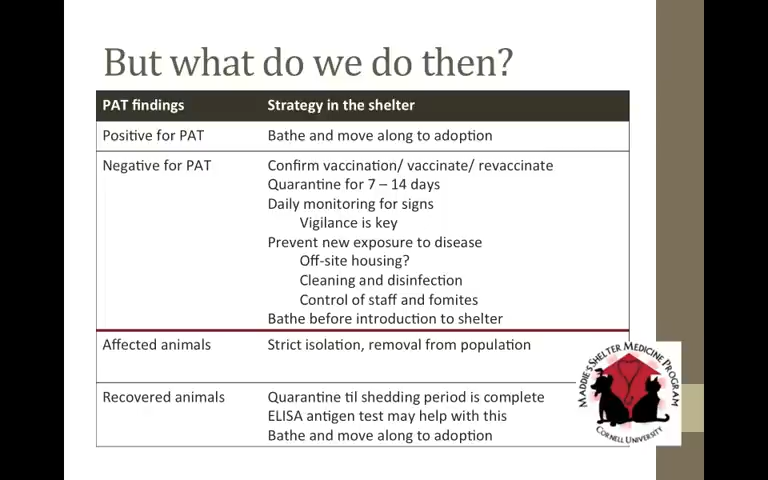 But what do we do then?
PAT findings Strategy in the shelter
Positive for PAT Bathe and move along to adoption
Negative for PAT Confirm vaccination/ vaccinate/ revaccinate
Quarantine for 7 – 14 days
Daily monitoring for signs
Vigilance is key
Prevent new exposure to disease
Off-site housing?
Cleaning and disinfection
Control of staff and fomites
Bathe before introduction to shelter
Affected animals Strict isolation, removal from population
Recovered animals Quarantine til shedding period is complete
ELISA antigen test may help with this
Bathe and move along to adoption
MADDIE'S SHELTER MEDICINE PROGRAM
CORNELL UNIVERSITY